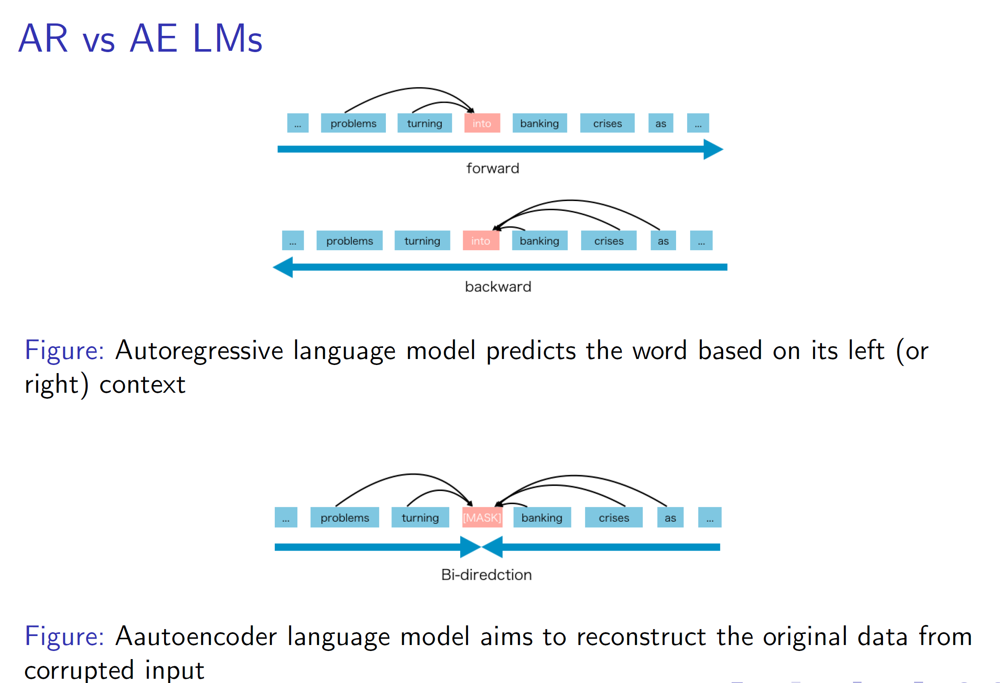 AR vs AE LMs
... problems turning into banking crises as ...
forward
... problems turning into banking crises as ...
backward
Figure: Autoregressive language model predicts the word based on its left (or
right) context
... problems turning [MASK] banking crises as ...
Bi-diredction
Figure: Aautoencoder language model aims to reconstruct the original data from
corrupted input